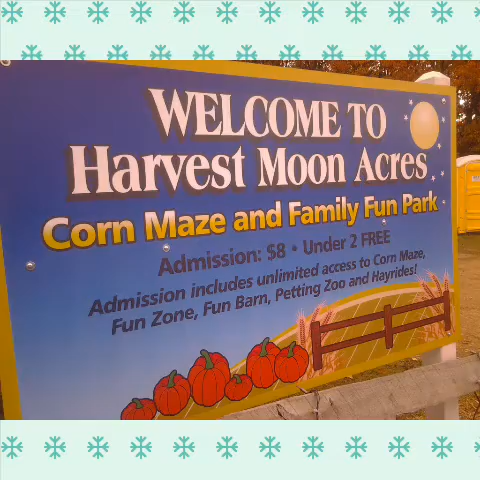 WELCOME TO
Harvest Moon Acres
Corn Maze and Family Fun Park
Admission: $8 • Under 2 FREE
Admission includes unlimited access to Corn Maze,
Fun Zone, Fun Barn, Petting Zoo and Hayrides!